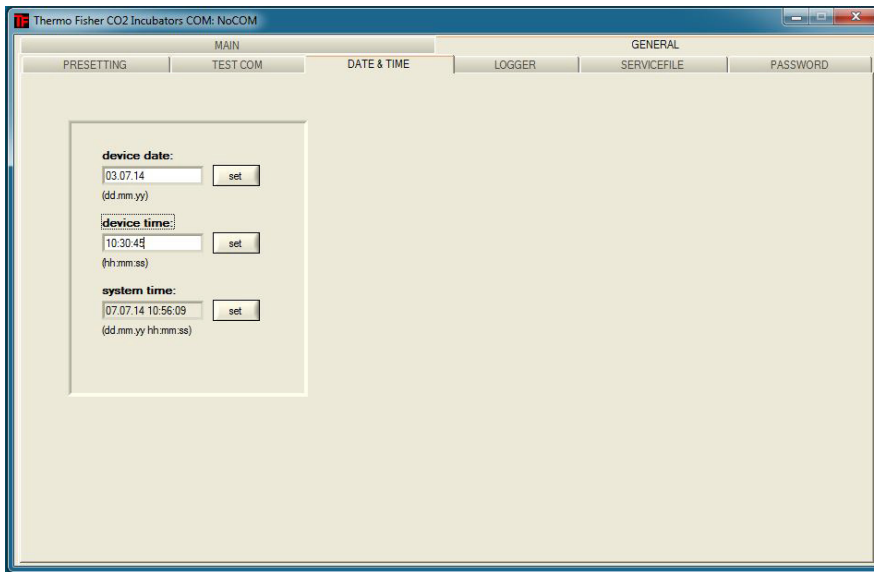 TF Thermo Fisher CO2 Incubators COM: NoCOM
MAIN GENERAL
PRESETTING TEST COM DATE & TIME LOGGER SERVICEFILE PASSWORD
device date:
03.07.14 set
(dd.mm.yy)
device time:
10:30:45 set
(hh:mm:ss)
system time:
07.07.14 10:56:09 set
(dd.mm.yy hh:mm:ss)